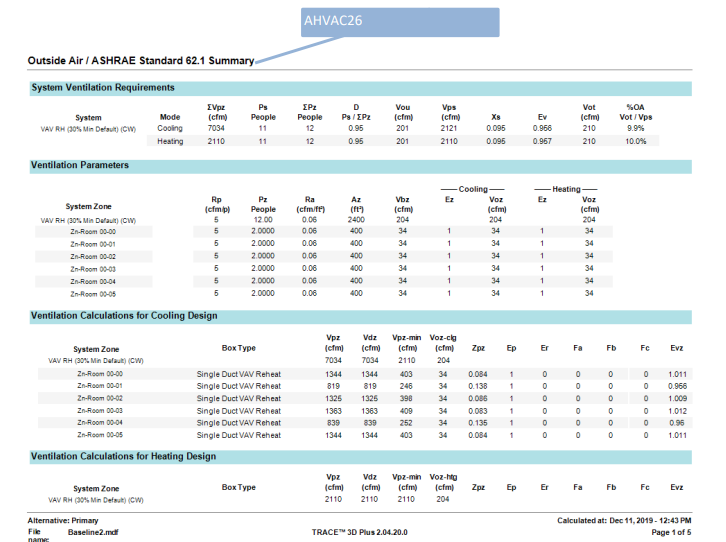 AHVAC26
Outside Air / ASHRAE Standard 62.1 Summary
System Ventilation Requirements
ΣVpz Ps ΣPz D Vou Vps Vot %OA
System Mode (cfm) People People Ps / ΣPz (cfm) (cfm) Xs Ev (cfm) Vot / Vps
VAV RH (30% Min Default) (CW) Cooling 7034 11 12 0.95 201 2121 0.095 0.956 210 9.9%
Heating 2110 11 12 0.95 201 2110 0.095 0.957 210 10.0%
Ventilation Parameters
Cooling Heating
Rp Pz Ra Az Vbz Ez Voz Ez Voz
System Zone (cfm/p) People (cfm/ft²) (ft²) (cfm) (cfm) (cfm)
VAV RH (30% Min Default) (CW) 5 12.00 0.06 2400 204 204 204
Zn-Room 00-00 5 2.0000 0.06 400 34 1 34 1 34
Zn-Room 00-01 5 2.0000 0.06 400 34 1 34 1 34
Zn-Room 00-02 5 2.0000 0.06 400 34 1 34 1 34
Zn-Room 00-03 5 2.0000 0.06 400 34 1 34 1 34
Zn-Room 00-04 5 2.0000 0.06 400 34 1 34 1 34
Zn-Room 00-05 5 2.0000 0.06 400 34 1 34 1 34
Ventilation Calculations for Cooling Design
Vpz Vdz Vpz-min Voz-clg
System Zone Box Type (cfm) (cfm) (cfm) (cfm) Zpz Ep Er Fa Fb Fc Evz
VAV RH (30% Min Default) (CW) 7034 7034 2110 204
Zn-Room 00-00 Single Duct VAV Reheat 1344 1344 403 34 0.084 1 0 0 0 0 1.011
Zn-Room 00-01 Single Duct VAV Reheat 819 819 246 34 0.138 1 0 0 0 0 0.956
Zn-Room 00-02 Single Duct VAV Reheat 1325 1325 398 34 0.086 1 0 0 0 0 1.009
Zn-Room 00-03 Single Duct VAV Reheat 1363 1363 409 34 0.083 1 0 0 0 0 1.012
Zn-Room 00-04 Single Duct VAV Reheat 839 839 252 34 0.135 1 0 0 0 0 0.96
Zn-Room 00-05 Single Duct VAV Reheat 1344 1344 403 34 0.084 1 0 0 0 0 1.011
Ventilation Calculations for Heating Design
Vpz Vdz Vpz-min Voz-htg
System Zone Box Type (cfm) (cfm) (cfm) (cfm) Zpz Ep Er Fa Fb Fc Evz
VAV RH (30% Min Default) (CW) 2110 2110 2110 204
Alternative: Primary Calculated at: Dec 11, 2019 - 12:43 PM
File name: Baseline2.mdf TRACE™ 3D Plus 2.04.20.0 Page 1 of 5